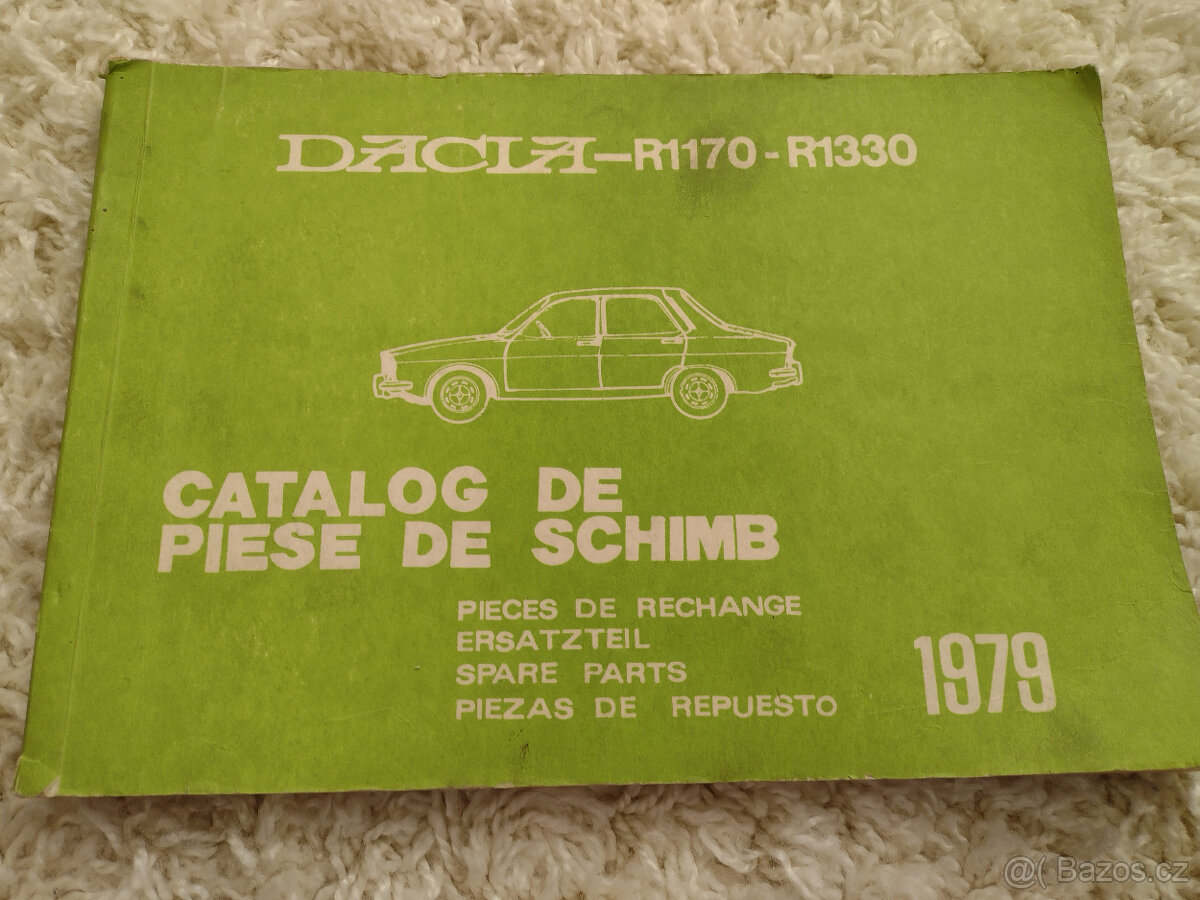 DACIA-R1170-R1330
CATALOG DE
PIESE DE SCHIMB
PIECES DE RECHANGE
ERSATZTEIL
SPARE PARTS
PIEZAS DE REPUESTO
1979
@( Bazos.cz